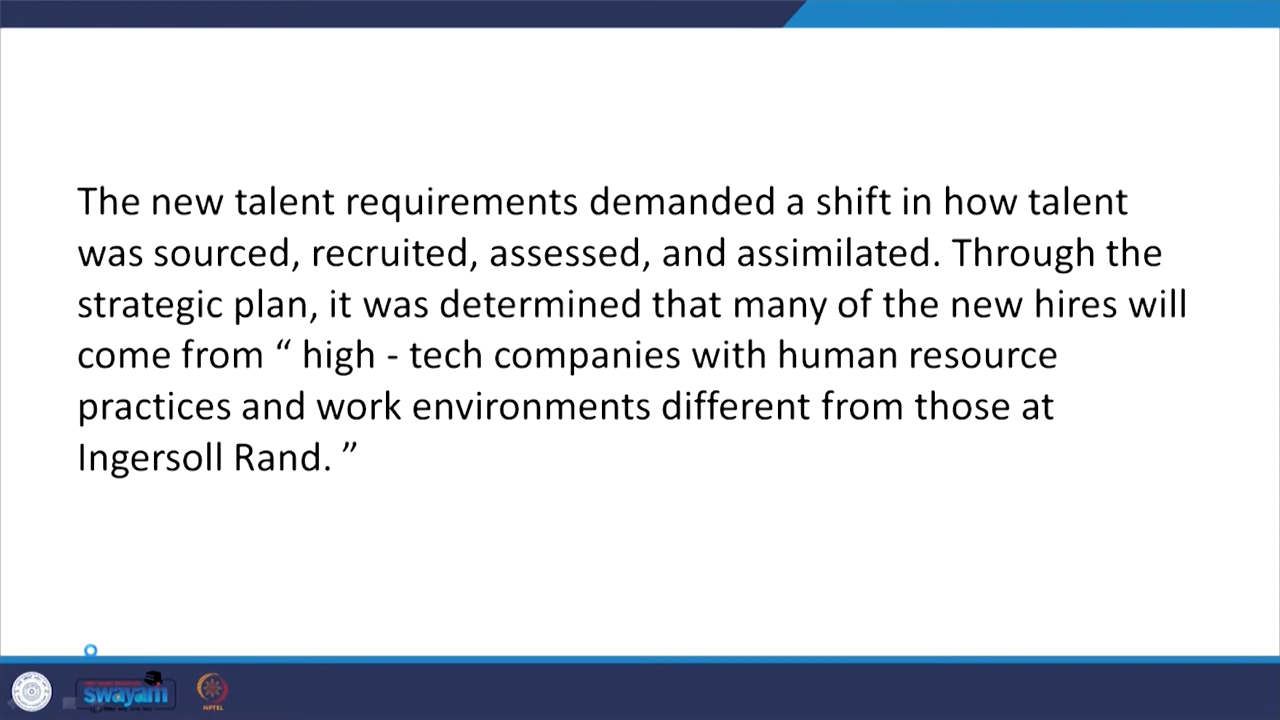 The new talent requirements demanded a shift in how talent
was sourced, recruited, assessed, and assimilated. Through the
strategic plan, it was determined that many of the new hires will
come from “ high - tech companies with human resource
practices and work environments different from those at
Ingersoll Rand. ”
swayam
NPTEL